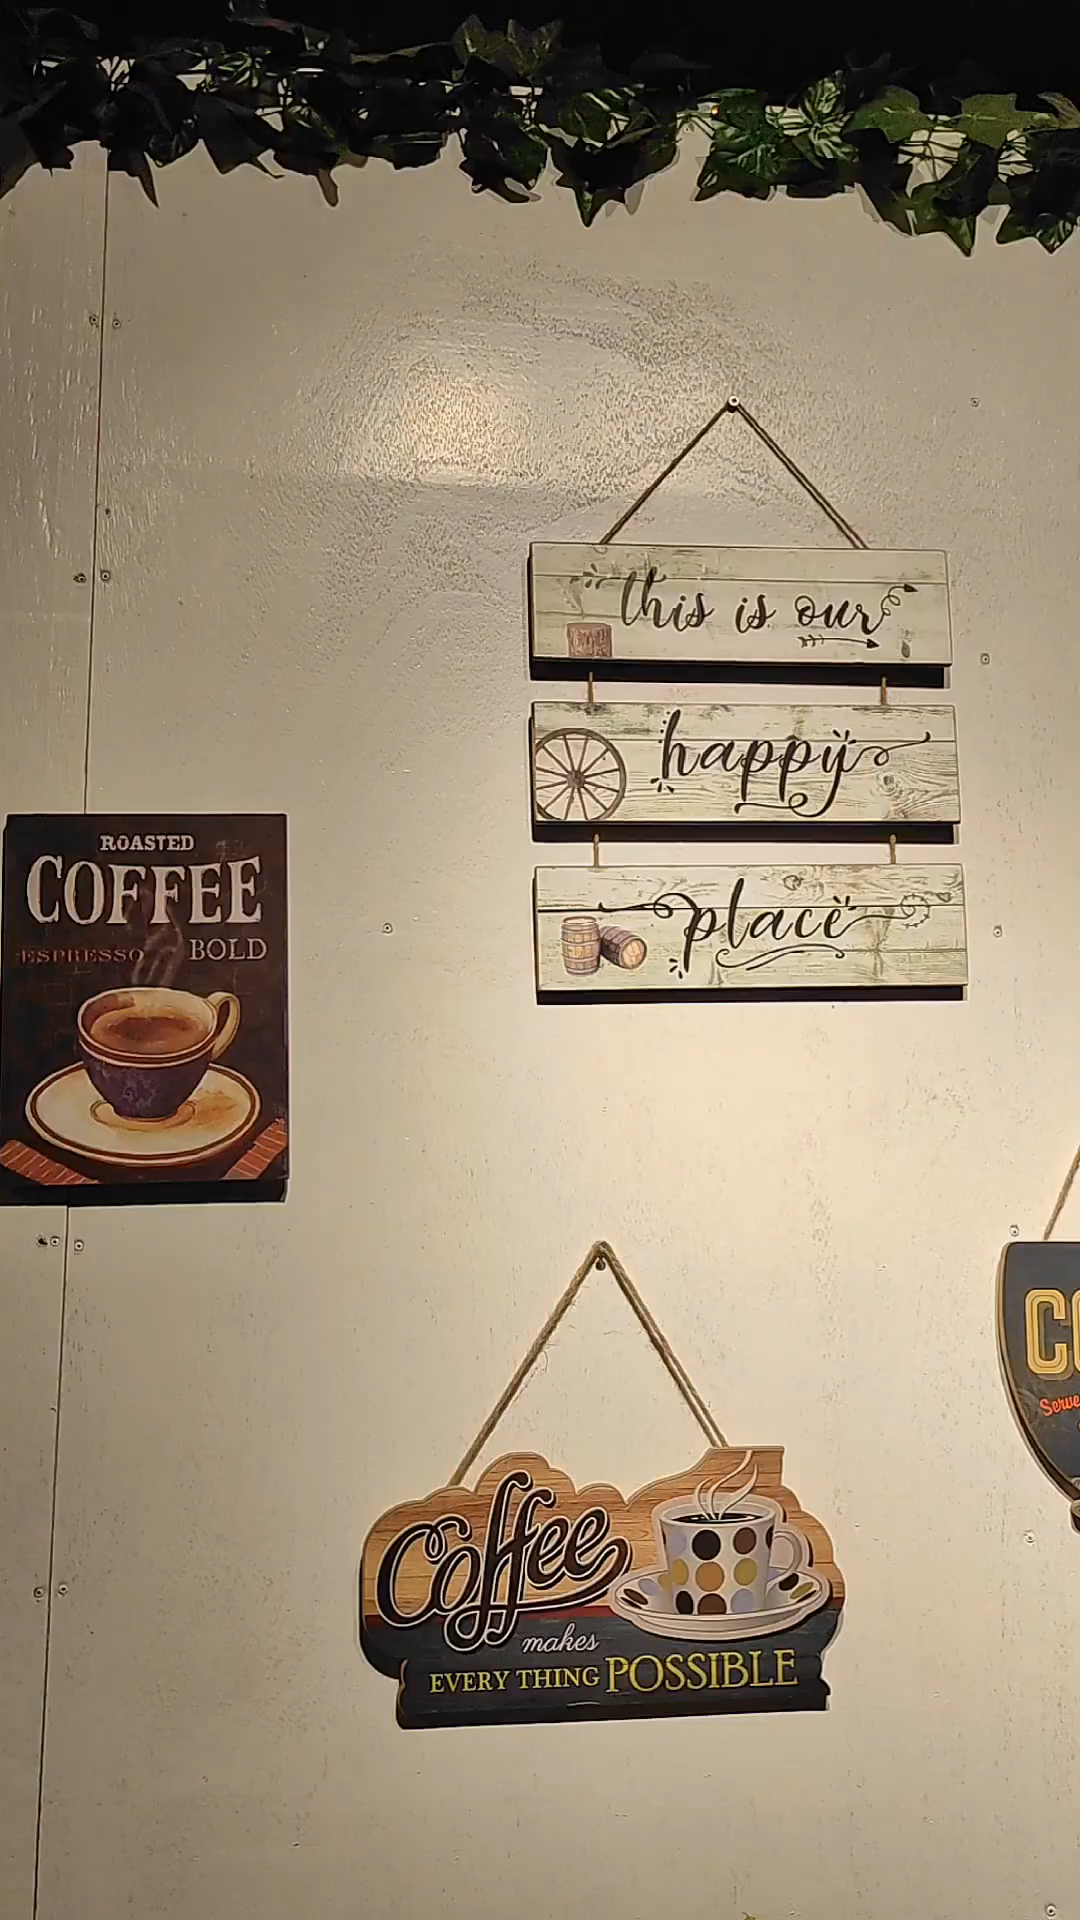 this is our
happy
place
ROASTED
COFFEE
ESPRESSO BOLD
Coffee
makes
EVERY THING POSSIBLE